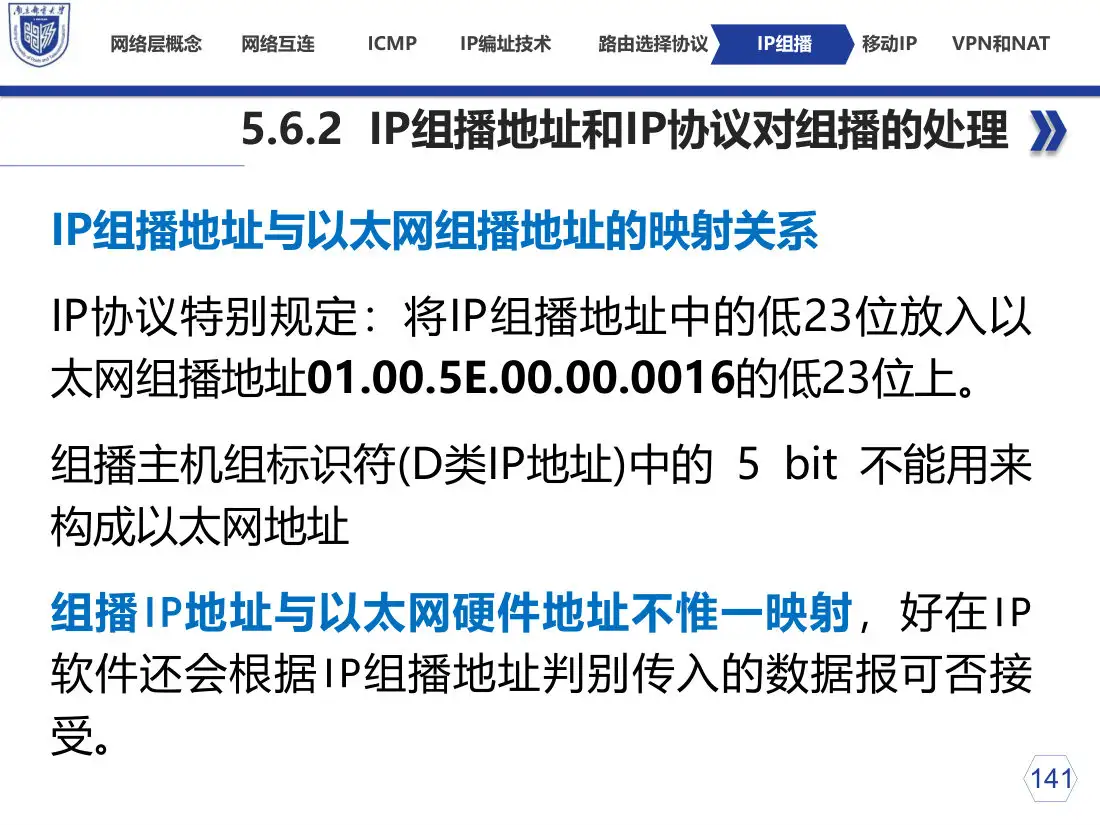 网络层概念 网络互连 ICMP IP编址技术 路由选择协议 IP组播 移动IP VPN和NAT
5.6.2 IP组播地址和IP协议对组播的处理
IP组播地址与以太网组播地址的映射关系
IP协议特别规定：将IP组播地址中的低23位放入以
太网组播地址01.00.5E.00.00.0016的低23位上。
组播主机组标识符(D类IP地址)中的 5 bit 不能用来
构成以太网地址
组播IP地址与以太网硬件地址不惟一映射，好在IP
软件还会根据IP组播地址判别传入的数据报可否接
受。
141